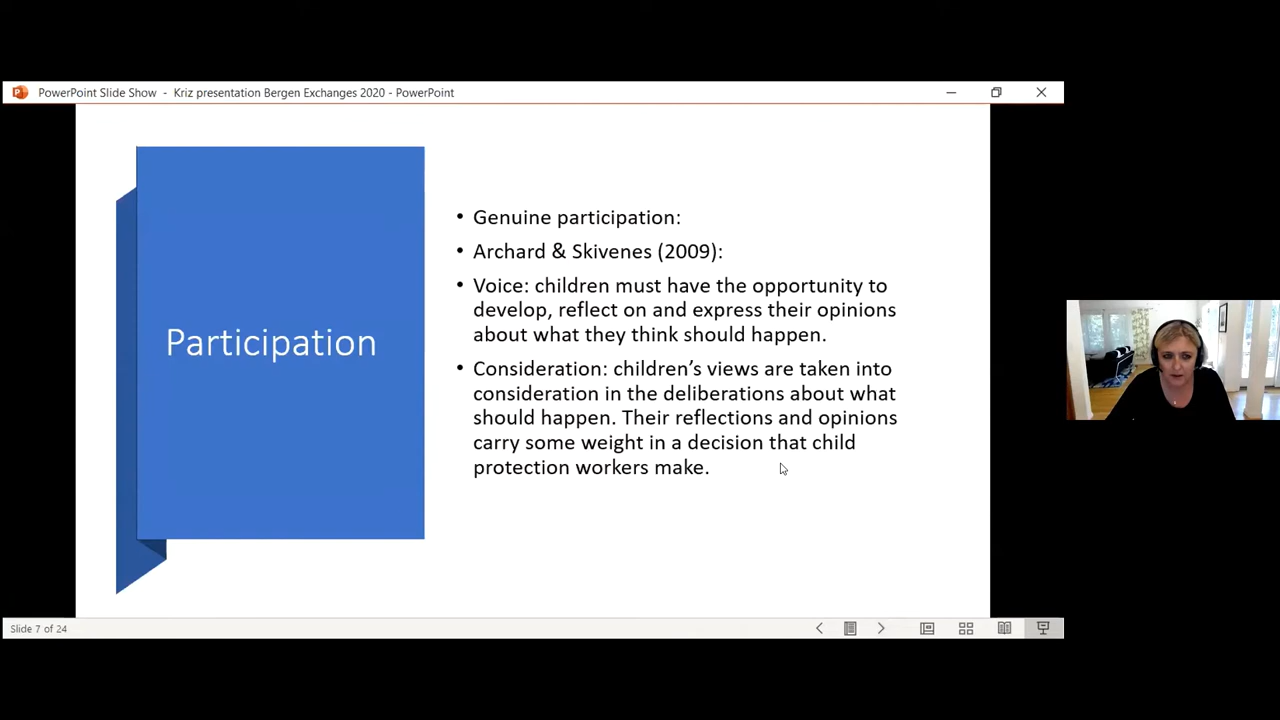 PowerPoint Slide Show - Kriz presentation Bergen Exchanges 2020 - PowerPoint
Participation
• Genuine participation:
• Archard & Skivenes (2009):
• Voice: children must have the opportunity to
develop, reflect on and express their opinions
about what they think should happen.
• Consideration: children’s views are taken into
consideration in the deliberations about what
should happen. Their reflections and opinions
carry some weight in a decision that child
protection workers make.
Slide 7 of 24